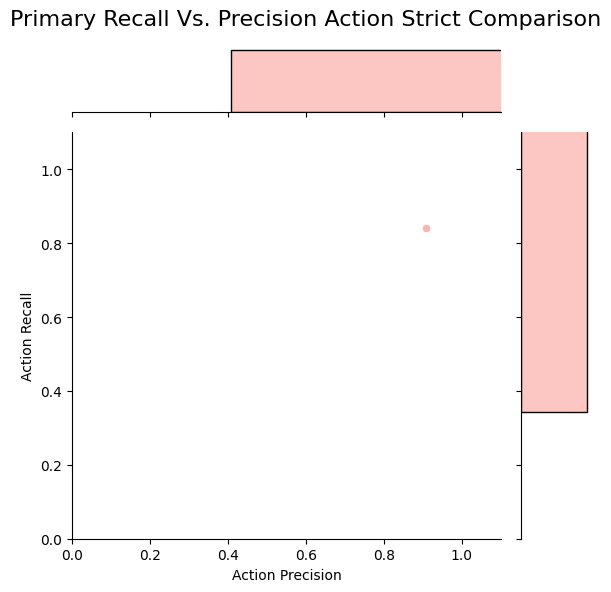 Primary Recall Vs. Precision Action Strict Comparison
1.0
0.8
0.6
0.4
0.2
0.0
Action Recall
0.0 0.2 0.4 0.6 0.8 1.0
Action Precision